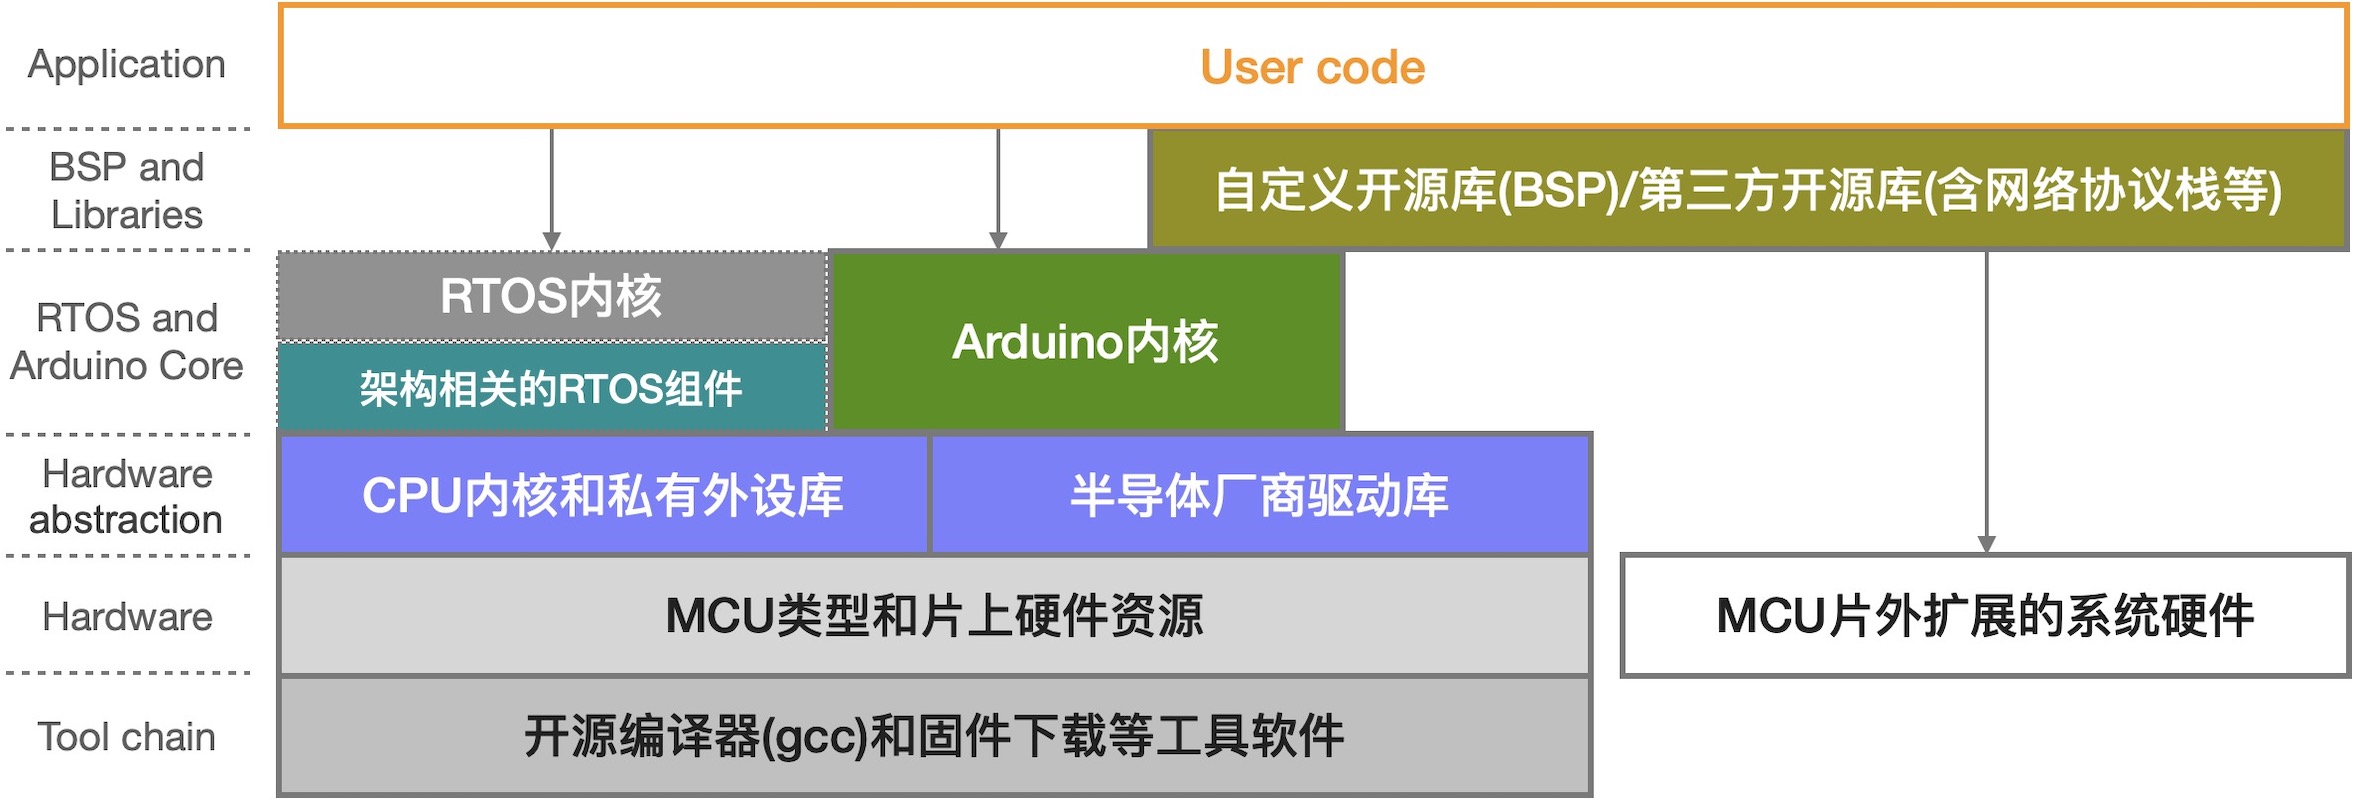 Application
User code
BSP and
Libraries
自定义开源库(BSP)/第三方开源库(含网络协议栈等)
RTOS and
Arduino Core
RTOS内核
架构相关的RTOS组件
Arduino内核
Hardware
abstraction
CPU内核和私有外设库
半导体厂商驱动库
Hardware
MCU类型和片上硬件资源
MCU片外扩展的系统硬件
Tool chain
开源编译器(gcc)和固件下载等工具软件